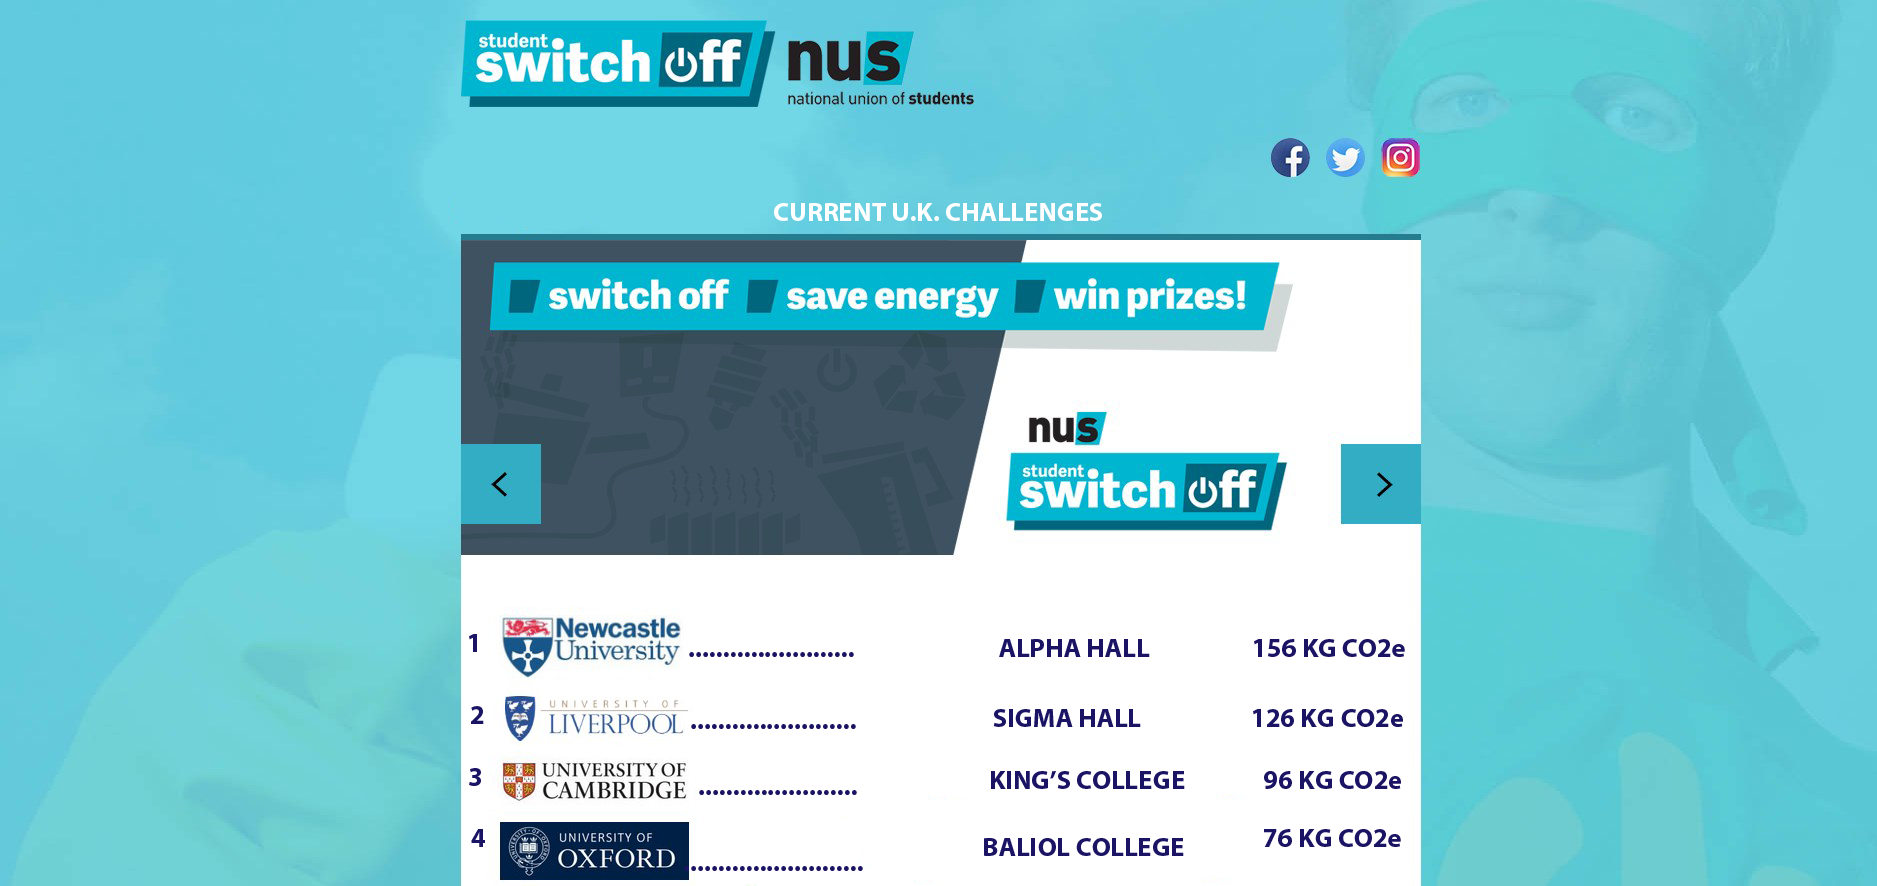 student
switch off
nus
national union of students
CURRENT U.K. CHALLENGES
switch off save energy win prizes!
nus
student
switch off
1 Newcastle University ........................ ALPHA HALL 156 KG CO2e
2 UNIVERSITY OF LIVERPOOL ........................ SIGMA HALL 126 KG CO2e
3 UNIVERSITY OF CAMBRIDGE ....................... KING’S COLLEGE 96 KG CO2e
4 UNIVERSITY OF OXFORD ......................... BALIOL COLLEGE 76 KG CO2e